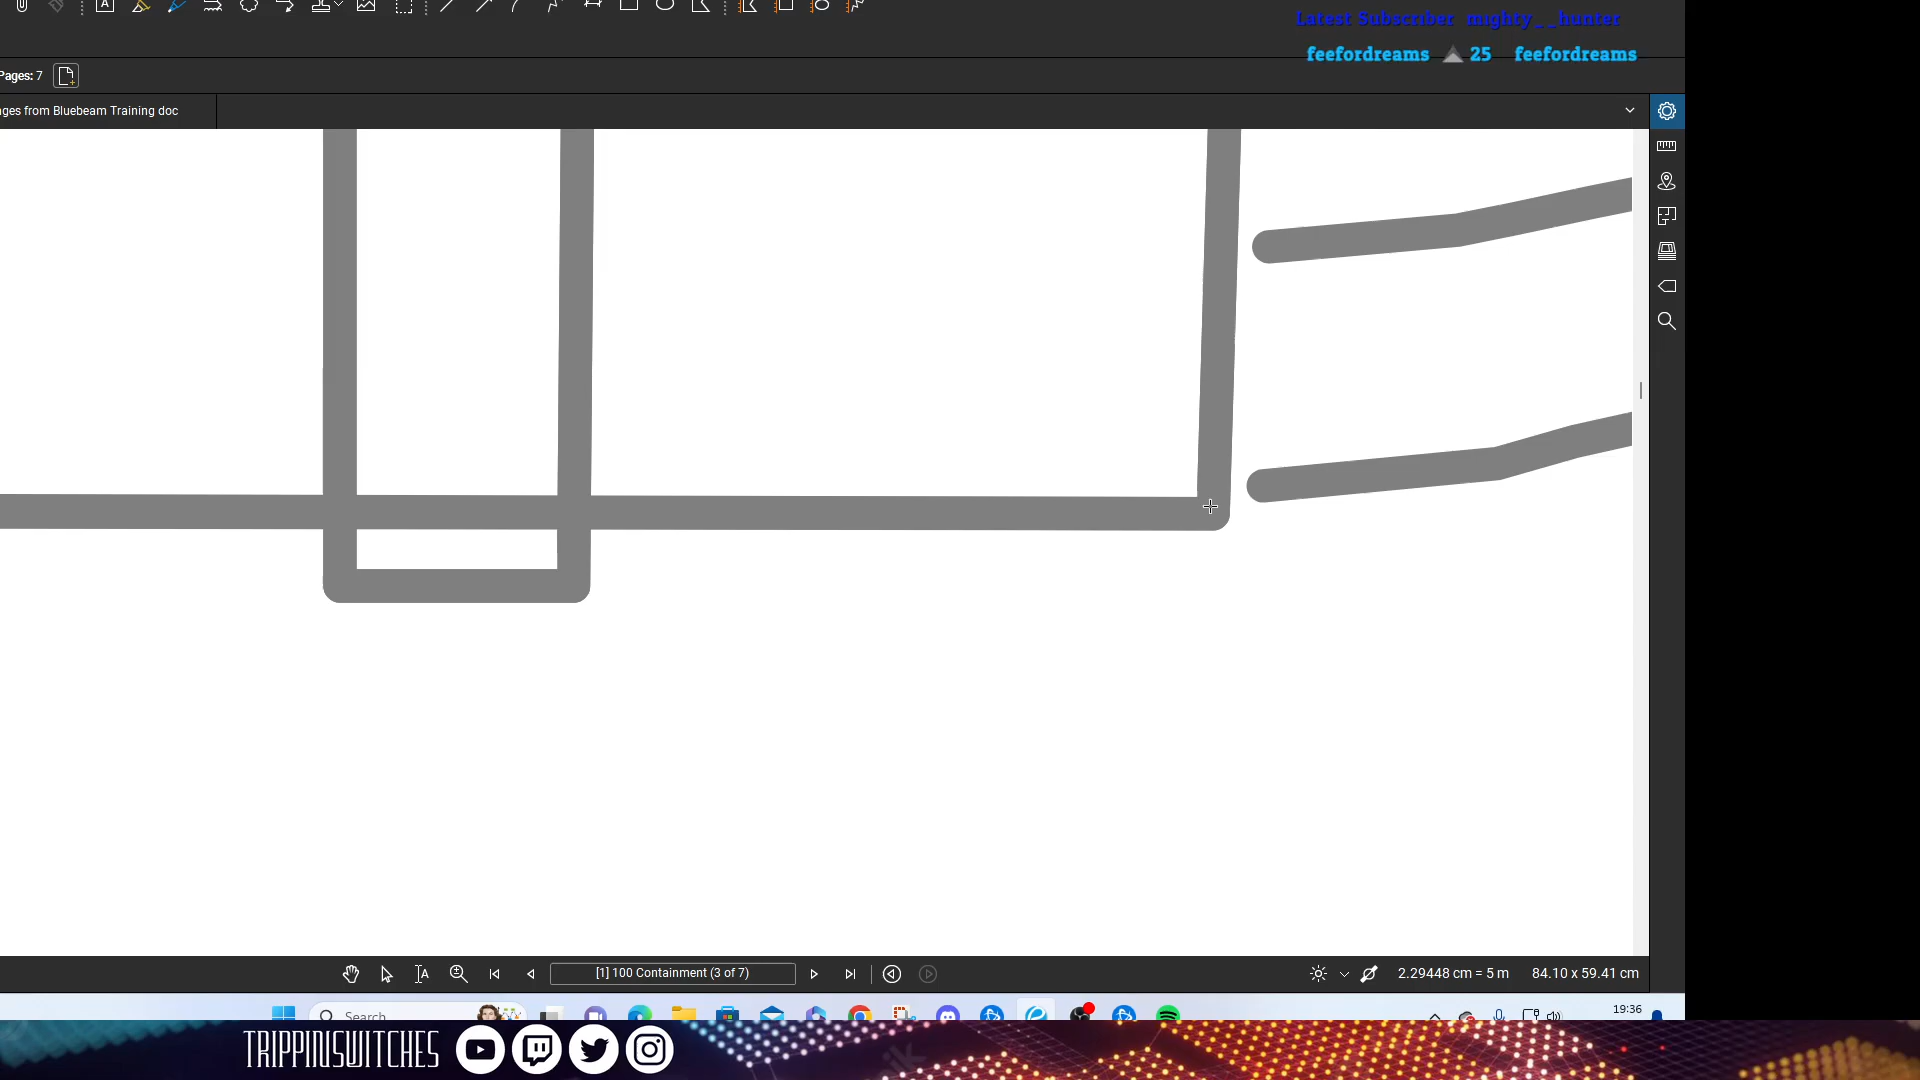 Latest Subscriber mighty__hunter
feefordreams 25 feefordreams
Pages: 7
ges from Bluebeam Training doc
A
A
[1] 100 Containment (3 of 7)
2.29448 cm = 5 m
84.10 x 59.41 cm
Search
19:36
TRIPPINSWITCHES